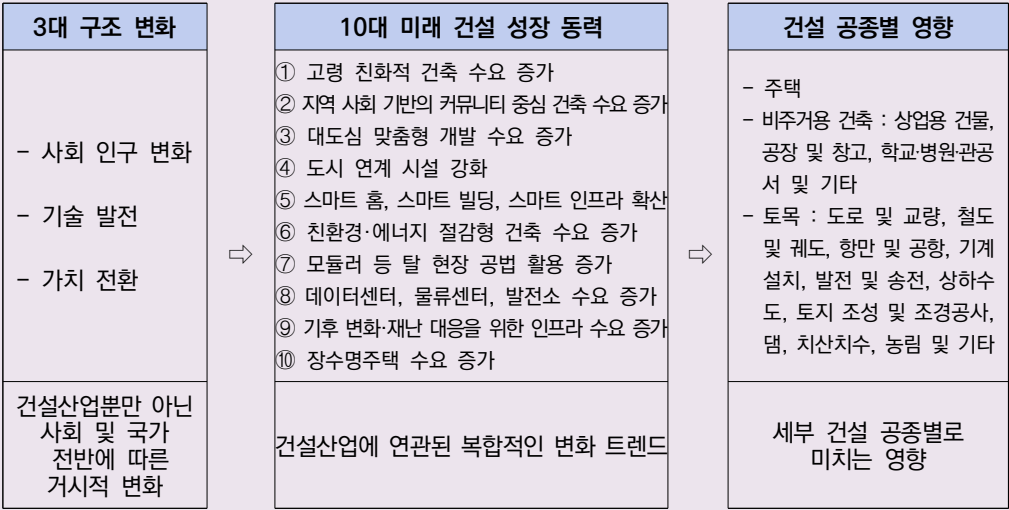 3대 구조 변화
- 사회 인구 변화
- 기술 발전
- 가치 전환
건설산업뿐만 아닌
사회 및 국가
전반에 따른
거시적 변화
⇨
10대 미래 건설 성장 동력
① 고령 친화적 건축 수요 증가
② 지역 사회 기반의 커뮤니티 중심 건축 수요 증가
③ 대도심 맞춤형 개발 수요 증가
④ 도시 연계 시설 강화
⑤ 스마트 홈, 스마트 빌딩, 스마트 인프라 확산
⑥ 친환경·에너지 절감형 건축 수요 증가
⑦ 모듈러 등 탈 현장 공법 활용 증가
⑧ 데이터센터, 물류센터, 발전소 수요 증가
⑨ 기후 변화·재난 대응을 위한 인프라 수요 증가
⑩ 장수명주택 수요 증가
건설산업에 연관된 복합적인 변화 트렌드
⇨
건설 공종별 영향
- 주택
- 비주거용 건축 : 상업용 건물,
공장 및 창고, 학교·병원·관공
서 및 기타
- 토목 : 도로 및 교량, 철도
및 궤도, 항만 및 공항, 기계
설치, 발전 및 송전, 상하수
도, 토지 조성 및 조경공사,
댐, 치산치수, 농림 및 기타
세부 건설 공종별로
미치는 영향